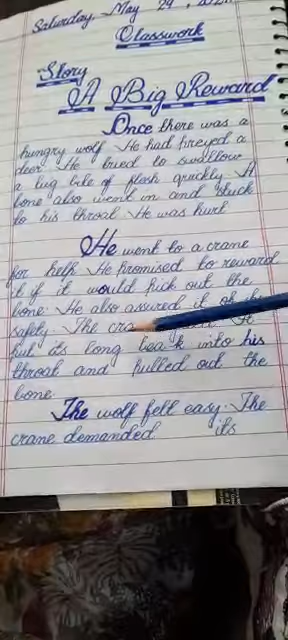 Saturday, May 29,
Classwork
Story
A Big Reward
Once there was a
hungry wolf. He had preyed a
deer. He tried to swallow
a big bite of flesh quickly. A
bone also went in and stuck
to his throat. He was hurt
He went to a crane
for help. He promised to reward
it if it would pick out the
bone. He also assured it of
safety. The It
put its long beak into his
throat and pulled out the
bone.
The wolf felt easy. The
crane demanded its